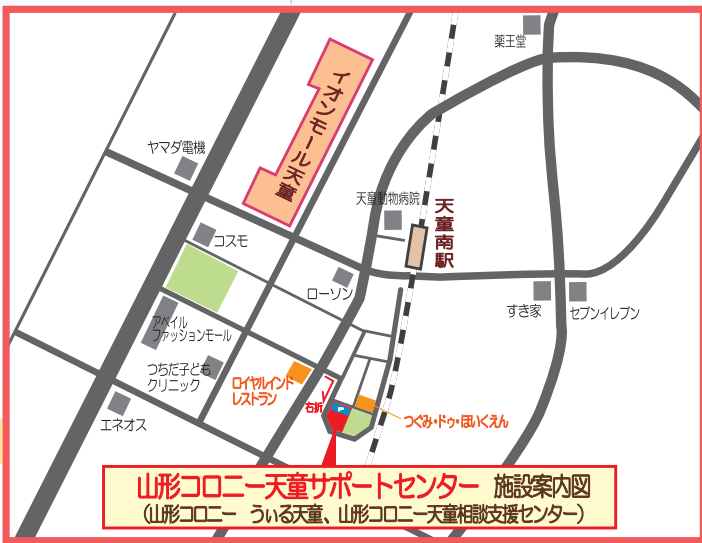 薬王堂
イオンモール天童
ヤマダ電機
天童動物病院
天童南駅
コスモ
ローソン
すき家
セブンイレブン
アベイル
ファッションモール
つちだ子ども
クリニック
ロイヤルインド
レストラン
右折
つぐみ・ドゥ・ほいくえん
エネオス
山形コロニー天童サポートセンター 施設案内図
（山形コロニー うぃる天童、山形コロニー天童相談支援センター）